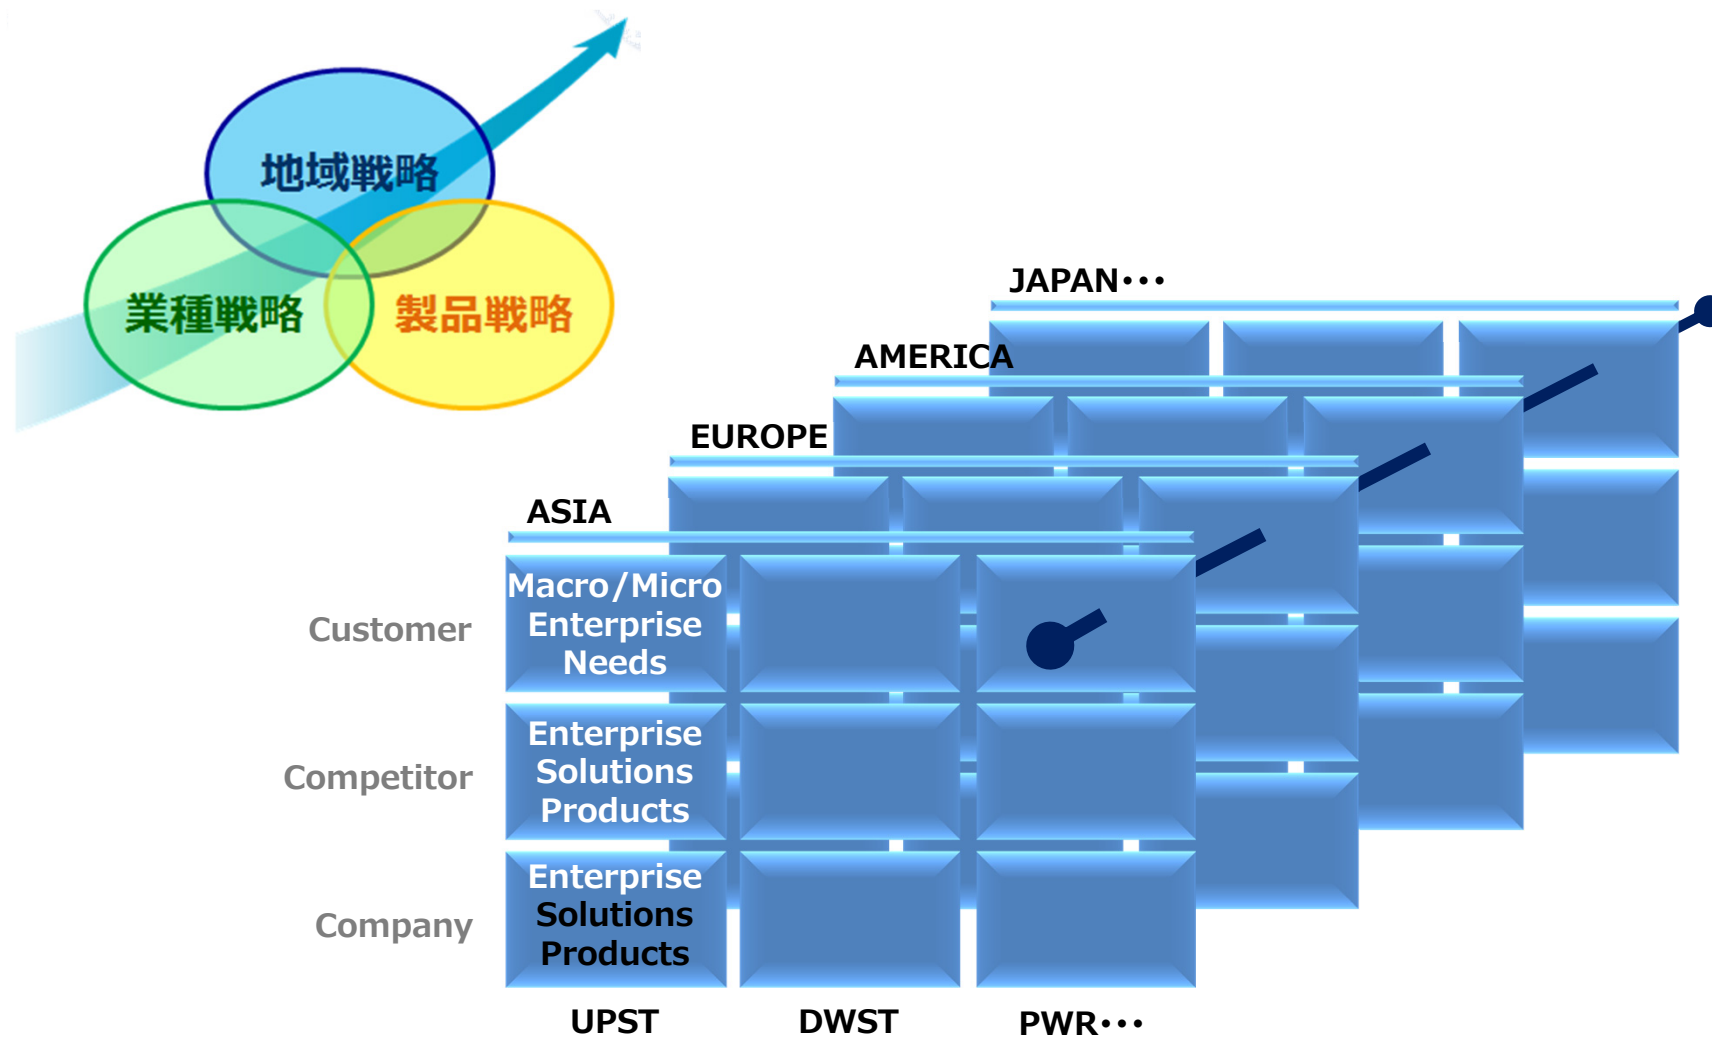 地域戦略
業種戦略
製品戦略
JAPAN・・・
AMERICA
EUROPE
ASIA
Customer
Macro/Micro
Enterprise
Needs
Competitor
Enterprise
Solutions
Products
Company
Enterprise
Solutions
Products
UPST
DWST
PWR・・・